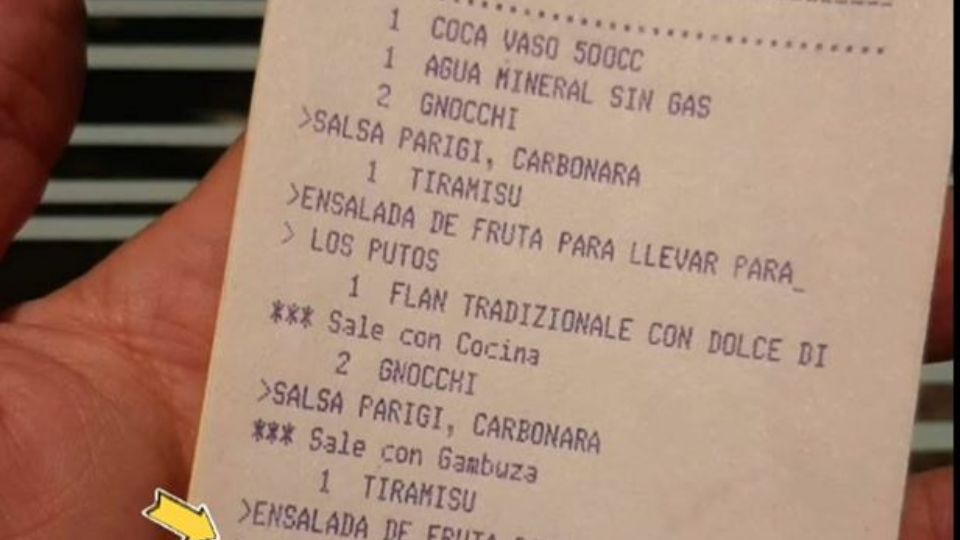 1 COCA VASO 500CC
1 AGUA MINERAL SIN GAS
2 GNOCCHI
>SALSA PARIGI, CARBONARA
1 TIRAMISU
>ENSALADA DE FRUTA PARA LLEVAR PARA_
> LOS PUTOS
1 FLAN TRADIZIONALE CON DOLCE DI
*** Sale con Cocina
2 GNOCCHI
>SALSA PARIGI, CARBONARA
*** Sale con Gambuza
1 TIRAMISU
>ENSALADA DE FRUTA